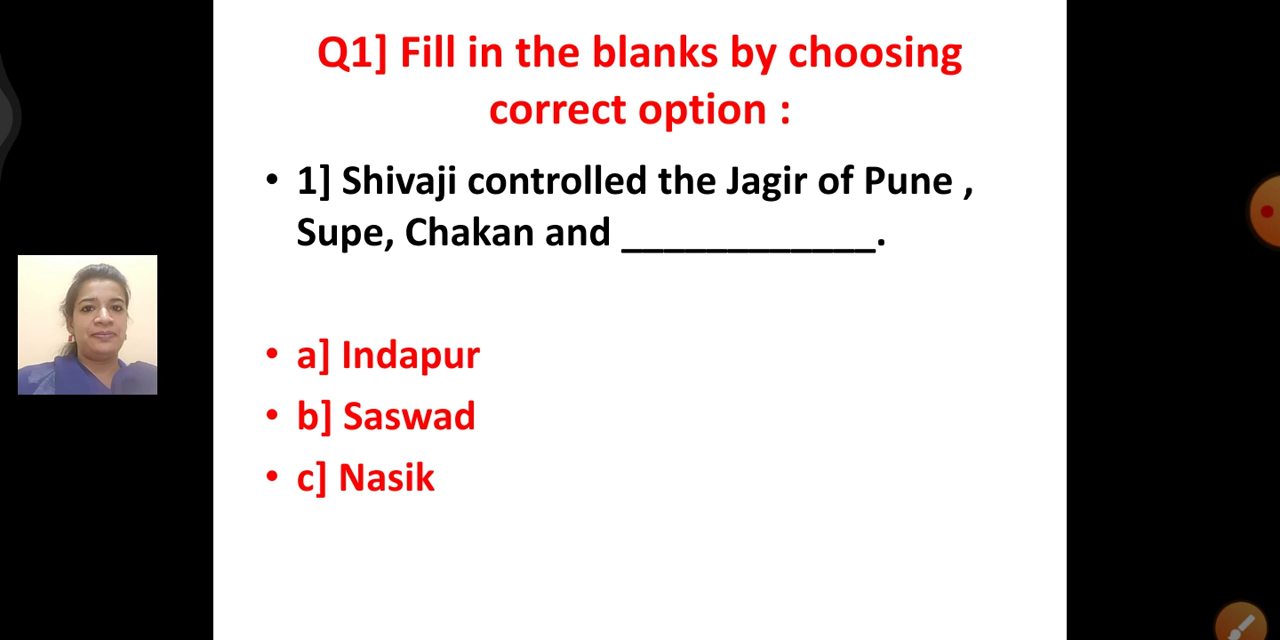 Q1] Fill in the blanks by choosing
correct option :
• 1] Shivaji controlled the Jagir of Pune ,
Supe, Chakan and ____________.
• a] Indapur
• b] Saswad
• c] Nasik